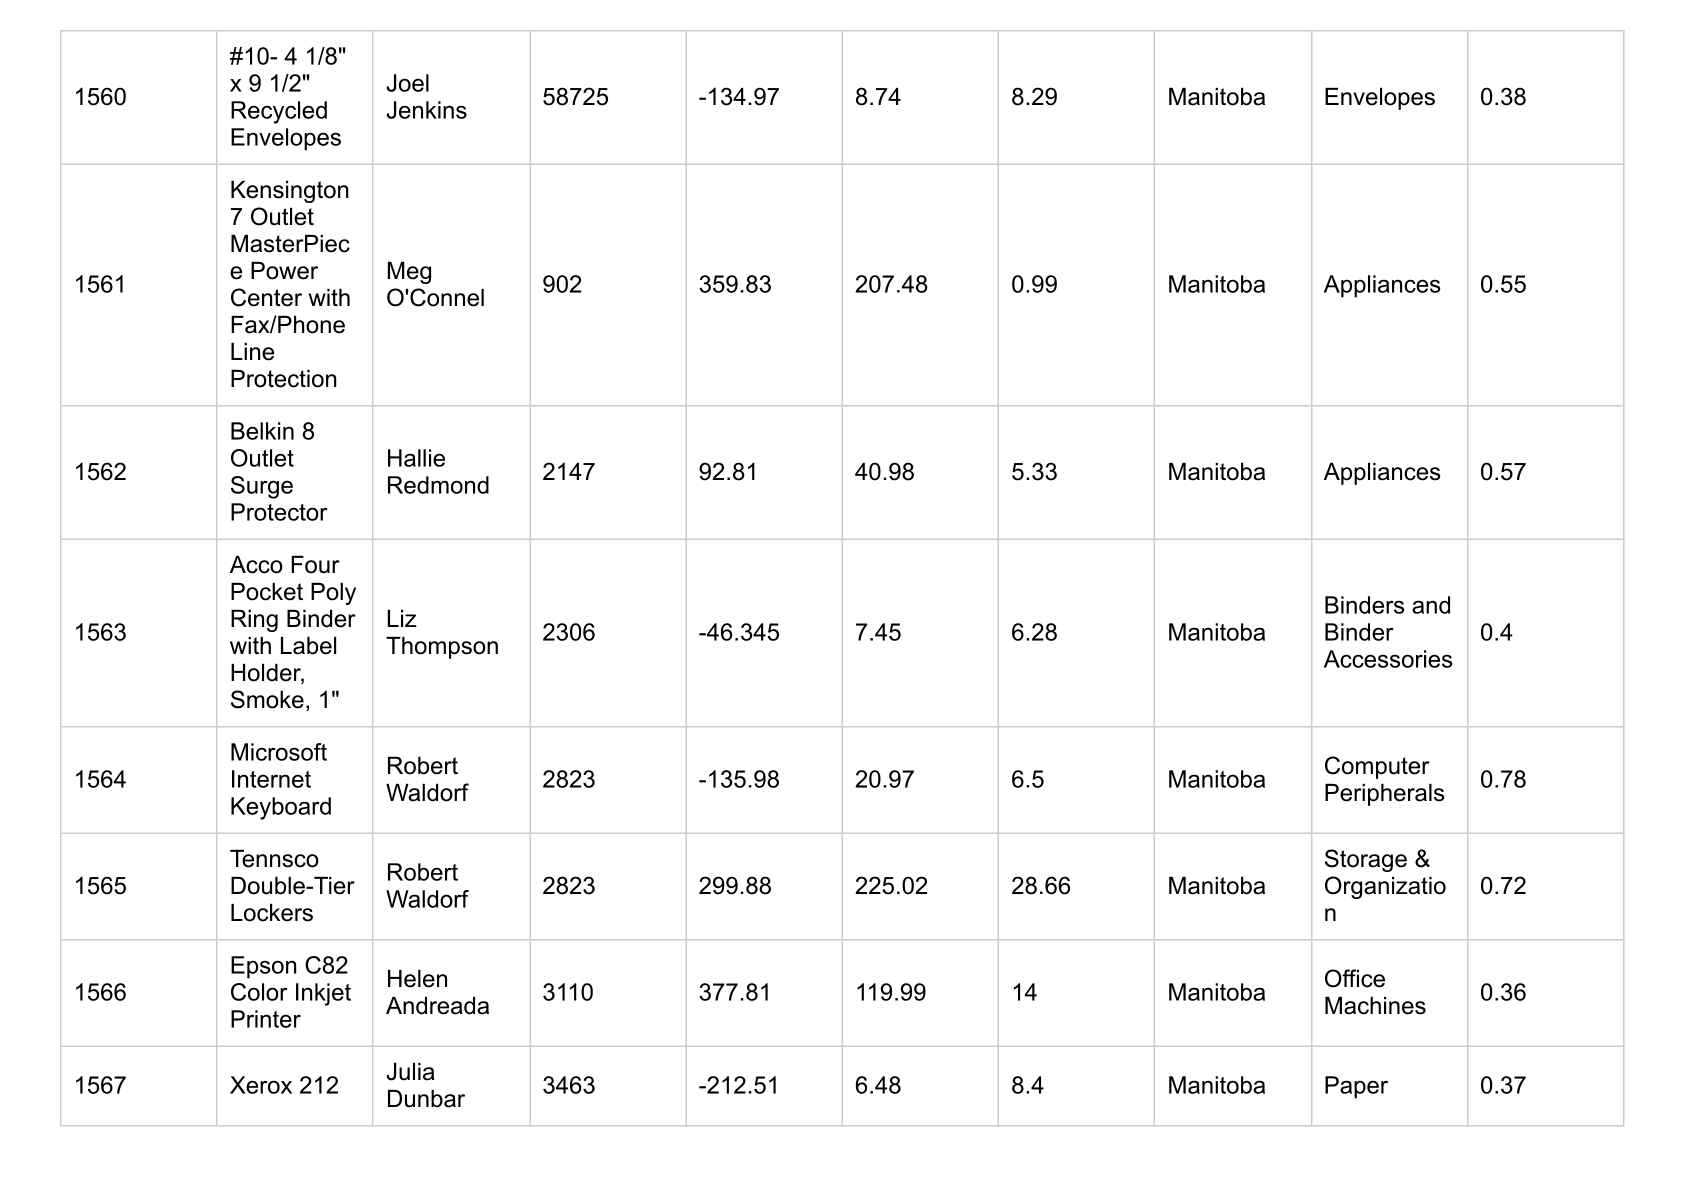 1560
#10- 4 1/8"
x 9 1/2"
Recycled
Envelopes
Joel
Jenkins
58725
-134.97
8.74
8.29
Manitoba
Envelopes
0.38
1561
Kensington
7 Outlet
MasterPiec
e Power
Center with
Fax/Phone
Line
Protection
Meg
O'Connel
902
359.83
207.48
0.99
Manitoba
Appliances
0.55
1562
Belkin 8
Outlet
Surge
Protector
Hallie
Redmond
2147
92.81
40.98
5.33
Manitoba
Appliances
0.57
1563
Acco Four
Pocket Poly
Ring Binder
with Label
Holder,
Smoke, 1"
Liz
Thompson
2306
-46.345
7.45
6.28
Manitoba
Binders and
Binder
Accessories
0.4
1564
Microsoft
Internet
Keyboard
Robert
Waldorf
2823
-135.98
20.97
6.5
Manitoba
Computer
Peripherals
0.78
1565
Tennsco
Double-Tier
Lockers
Robert
Waldorf
2823
299.88
225.02
28.66
Manitoba
Storage &
Organizatio
n
0.72
1566
Epson C82
Color Inkjet
Printer
Helen
Andreada
3110
377.81
119.99
14
Manitoba
Office
Machines
0.36
1567
Xerox 212
Julia
Dunbar
3463
-212.51
6.48
8.4
Manitoba
Paper
0.37